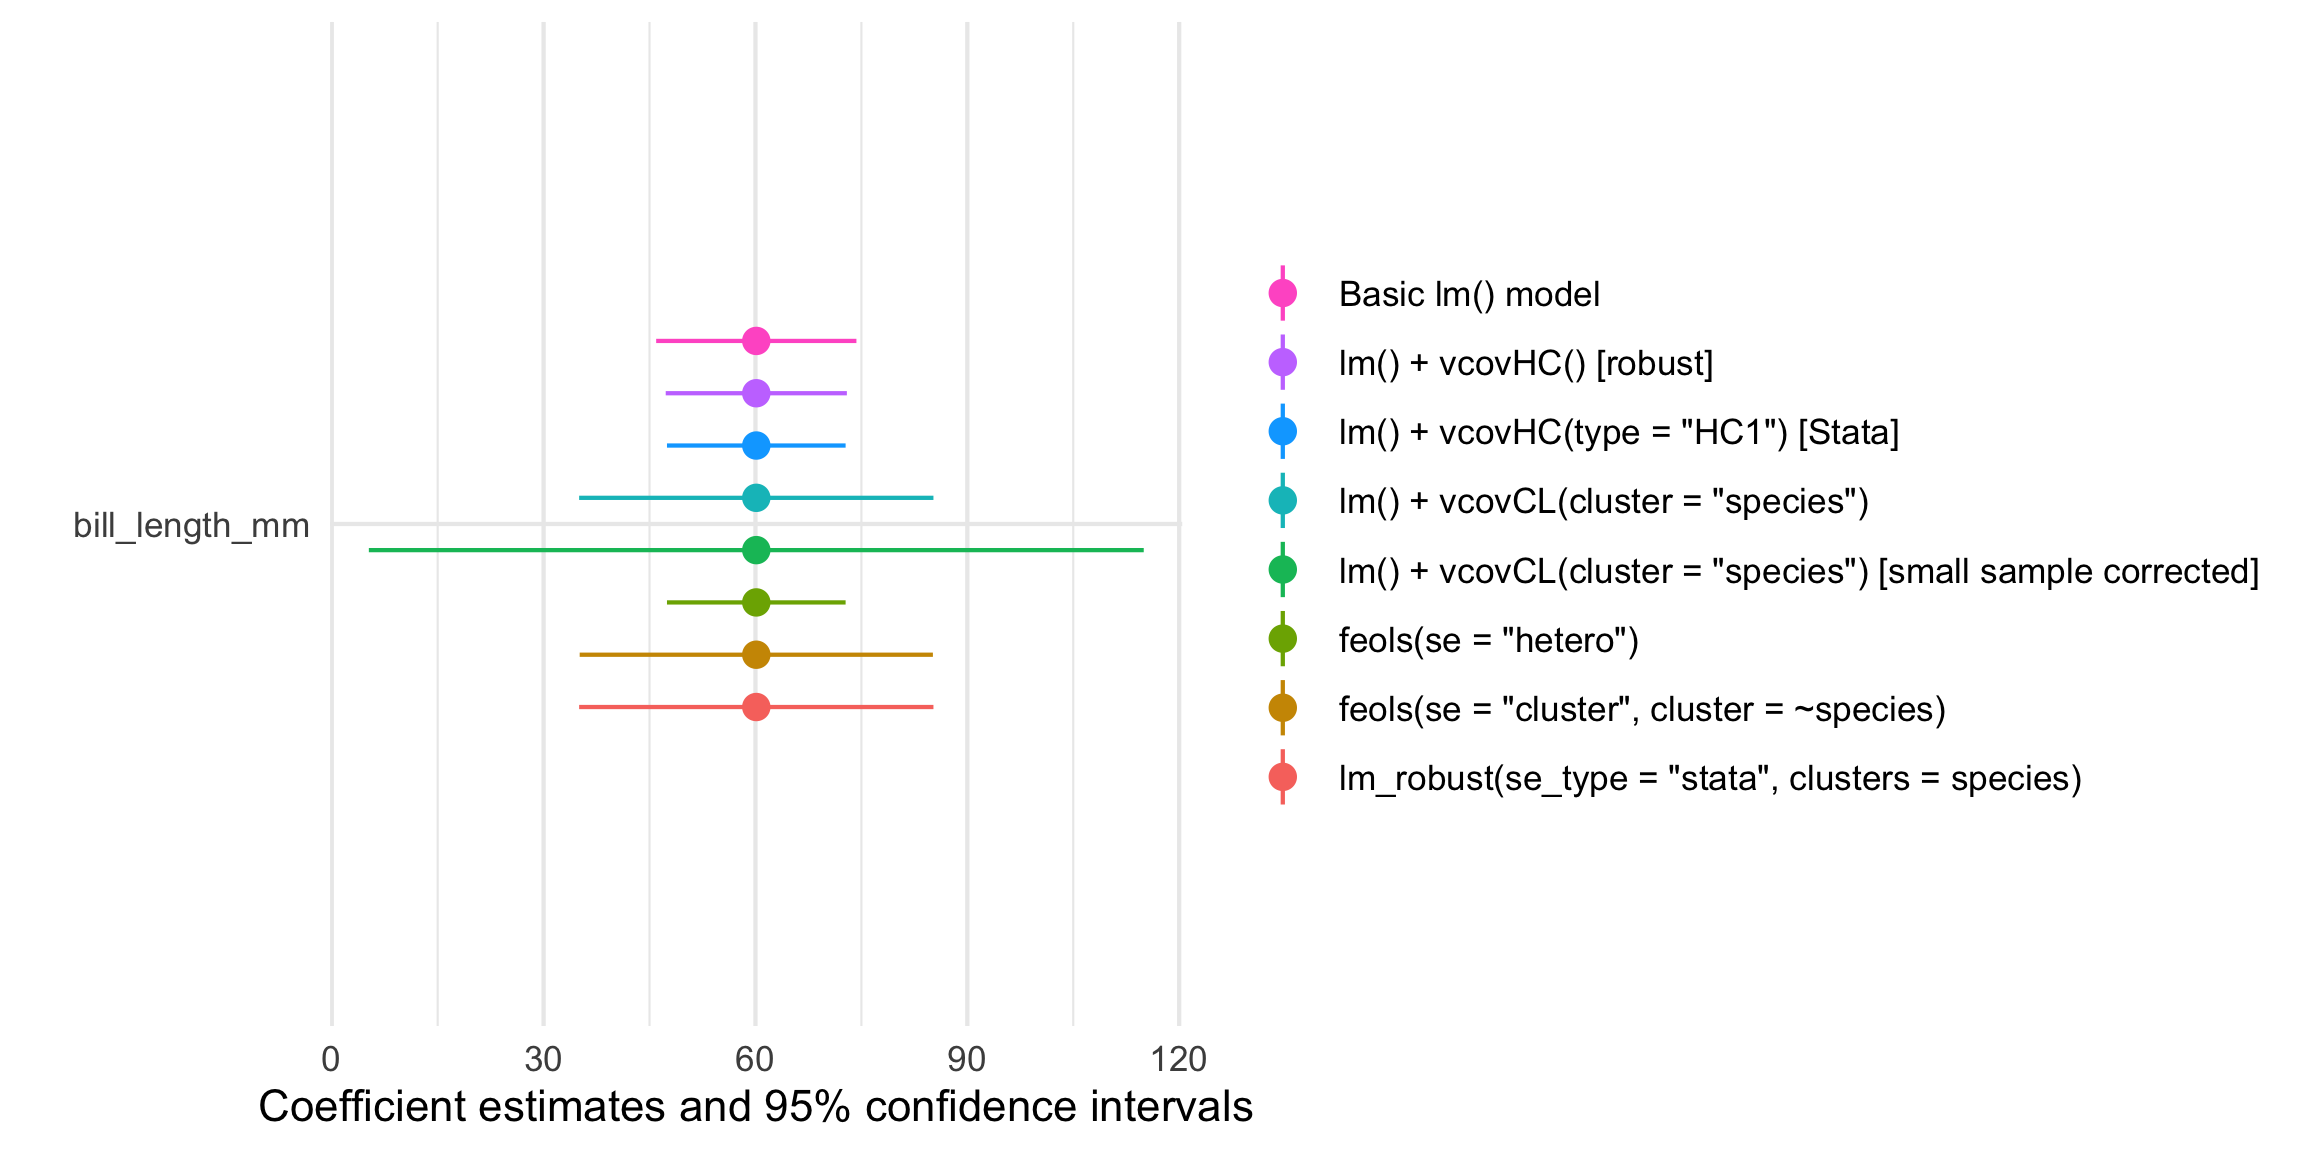 Basic lm() model
lm() + vcovHC() [robust]
lm() + vcovHC(type = "HC1") [Stata]
lm() + vcovCL(cluster = "species")
bill_length_mm
lm() + vcovCL(cluster = "species") [small sample corrected]
feols(se = "hetero")
feols(se = "cluster", cluster = ~species)
lm_robust(se_type = "stata", clusters = species)
0 30 60 90 120
Coefficient estimates and 95% confidence intervals